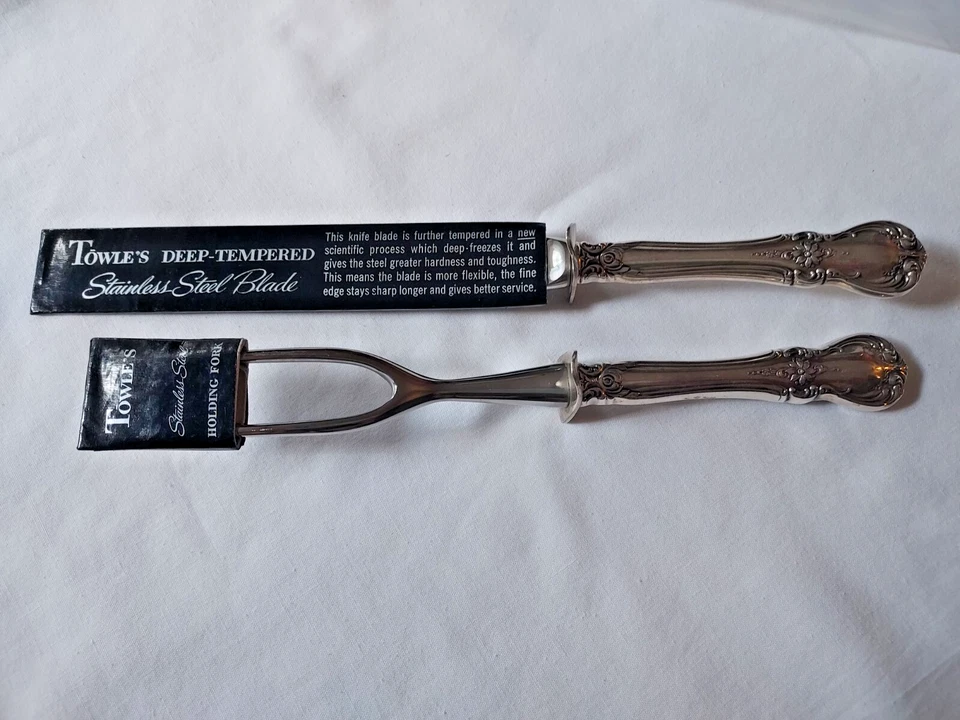 TOWLE'S DEEP-TEMPERED
Stainless Steel Blade
This knife blade is further tempered in a new
scientific process which deep-freezes it and
gives the steel greater hardness and toughness.
This means the blade is more flexible, the fine
edge stays sharp longer and gives better service.
TOWLE'S
Stainless Steel
HOLDING FORK